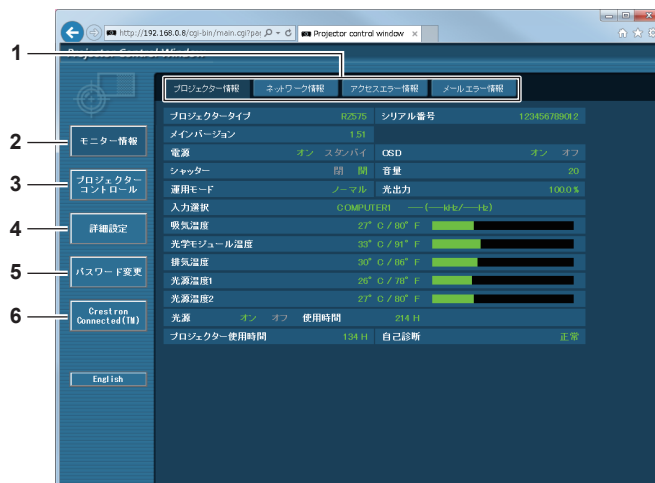 http://192.168.0.8/cgi-bin/main.cgi?pa
Projector control window
Projector Control Window
1
プロジェクター情報 ネットワーク情報 アクセスエラー情報 メールエラー情報
プロジェクタータイプ RZ575 シリアル番号 123456789012
メインバージョン 1.51
2 モニター情報
電源 オン スタンバイ OSD オン オフ
シャッター 閉 開 音量 20
3 プロジェクター
コントロール
運用モード ノーマル 光出力 100.0 %
入力選択 COMPUTER1 ―(―kHz/―Hz)
4 詳細設定
吸気温度 27° C / 80° F
光学モジュール温度 33° C / 91° F
排気温度 30° C / 86° F
5 パスワード変更
光源温度1 26° C / 78° F
光源温度2 27° C / 80° F
6 Crestron
Connected(TM)
光源 オン オフ 使用時間 214 H
プロジェクター使用時間 134 H 自己診断 正常
English